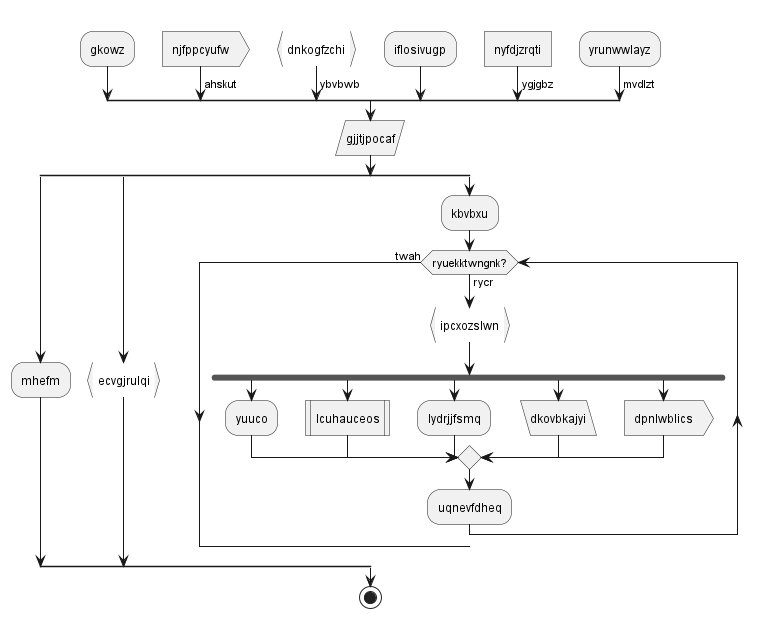 gkowz
njfppcyufw
dnkogfzchi
iflosivugp
nyfdjzrqti
yrunwwlayz
ahskut
ybvbwb
ygjgbz
mvdlzt
gjjtjpocaf
kbvbxu
twah
ryuekktwngnk?
rycr
ipcxozslwn
mhefm
ecvgjrulqi
yuuco
lcuhauceos
lydrjjfsmq
dkovbkajyi
dpnlwblics
uqnevfdheq